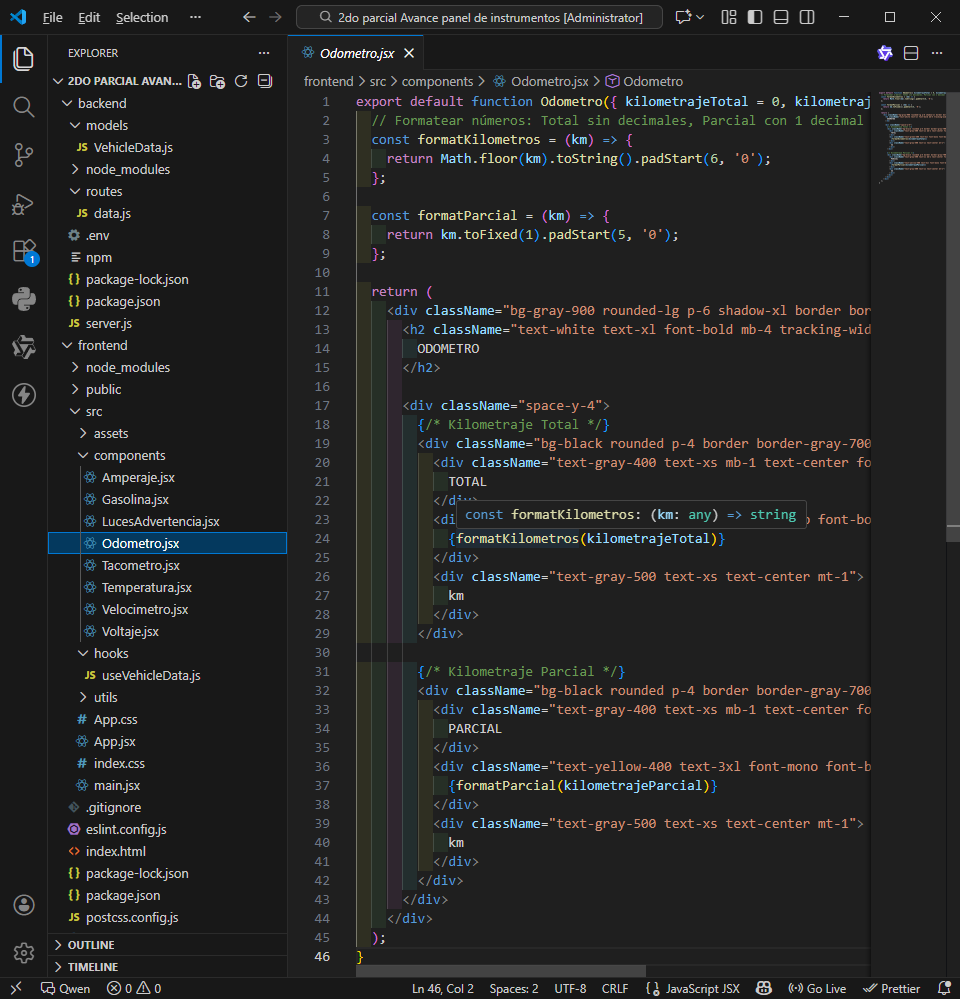 File Edit Selection ··· 2do parcial Avance panel de instrumentos [Administrator]
EXPLORER ···
2DO PARCIAL AVAN...
backend
models
JS VehicleData.js
node_modules
routes
JS data.js
.env
npm
{} package-lock.json
{} package.json
JS server.js
frontend
node_modules
public
src
assets
components
Amperaje.jsx
Gasolina.jsx
LucesAdvertencia.jsx
Odometro.jsx
Tacometro.jsx
Temperatura.jsx
Velocimetro.jsx
Voltaje.jsx
hooks
JS useVehicleData.js
utils
# App.css
App.jsx
# index.css
main.jsx
.gitignore
eslint.config.js
<> index.html
{} package-lock.json
{} package.json
JS postcss.config.js
OUTLINE
TIMELINE
1
Odometro.jsx
frontend > src > components > Odometro.jsx > Odometro
1 export default function Odometro({ kilometrajeTotal = 0, kilometraj
2 // Formatear números: Total sin decimales, Parcial con 1 decimal
3 const formatKilometros = (km) => {
4 return Math.floor(km).toString().padStart(6, '0');
5 };
6
7 const formatParcial = (km) => {
8 return km.toFixed(1).padStart(5, '0');
9 };
10
11 return (
12 <div className="bg-gray-900 rounded-lg p-6 shadow-xl border bor
13 <h2 className="text-white text-xl font-bold mb-4 tracking-wid
14 ODOMETRO
15 </h2>
16
17 <div className="space-y-4">
18 {/* Kilometraje Total */}
19 <div className="bg-black rounded p-4 border border-gray-700
20 <div className="text-gray-400 text-xs mb-1 text-center fo
21 TOTAL
22 </div>
const formatKilometros: (km: any) => string
23 <di o font-bo
24 {formatKilometros(kilometrajeTotal)}
25 </div>
26 <div className="text-gray-500 text-xs text-center mt-1">
27 km
28 </div>
29 </div>
30
31 {/* Kilometraje Parcial */}
32 <div className="bg-black rounded p-4 border border-gray-700
33 <div className="text-gray-400 text-xs mb-1 text-center fo
34 PARCIAL
35 </div>
36 <div className="text-yellow-400 text-3xl font-mono font-b
37 {formatParcial(kilometrajeParcial)}
38 </div>
39 <div className="text-gray-500 text-xs text-center mt-1">
40 km
41 </div>
42 </div>
43 </div>
44 </div>
45 );
46 }
Qwen 0 0 Ln 46, Col 2 Spaces: 2 UTF-8 CRLF {} JavaScript JSX Go Live Prettier